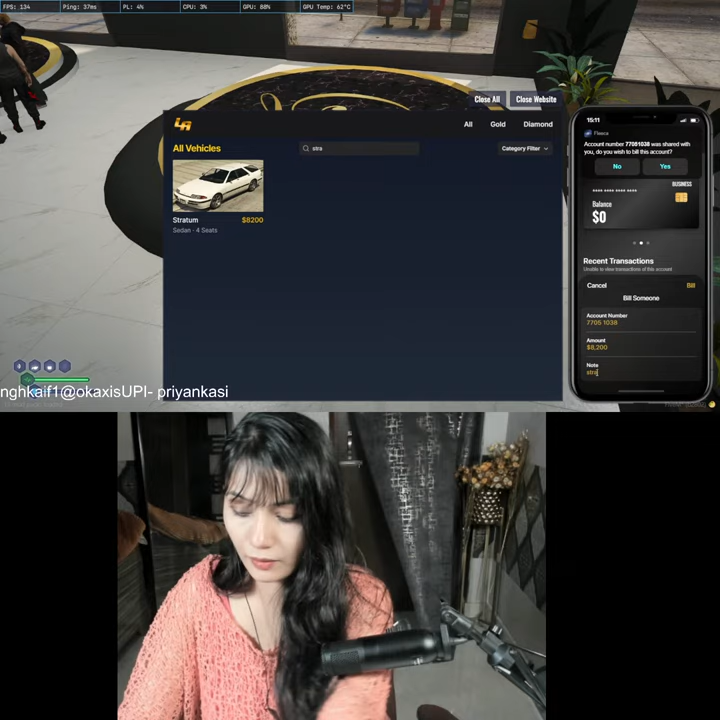 FPS: 134 Ping: 37ms PL: 4% CPU: 3% GPU: 88% GPU Temp: 62°C
Close All Close Website
LA
All Gold Diamond
All Vehicles
stra
Category Filter
Stratum $8200
Sedan · 4 Seats
15:11
Fleeca
Account number 77051038 was shared with you, do you wish to bill this account?
No Yes
BUSINESS
**** **** **** ****
Balance
$0
Recent Transactions
Unable to view transactions of this account
Cancel Bill
Bill Someone
Account Number
7705 1038
Amount
$8,200
Note
stra
nghkaif1@okaxisUPI- priyankasi